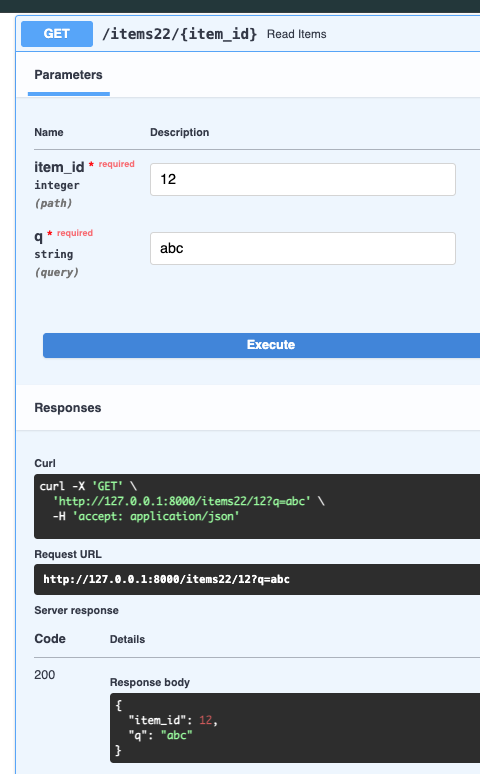 GET /items22/{item_id} Read Items
Parameters
Name Description
item_id * required 12
integer
(path)
q * required abc
string
(query)
Execute
Responses
Curl
curl -X 'GET' \
'http://127.0.0.1:8000/items22/12?q=abc' \
-H 'accept: application/json'
Request URL
http://127.0.0.1:8000/items22/12?q=abc
Server response
Code Details
200
Response body
{
"item_id": 12,
"q": "abc"
}